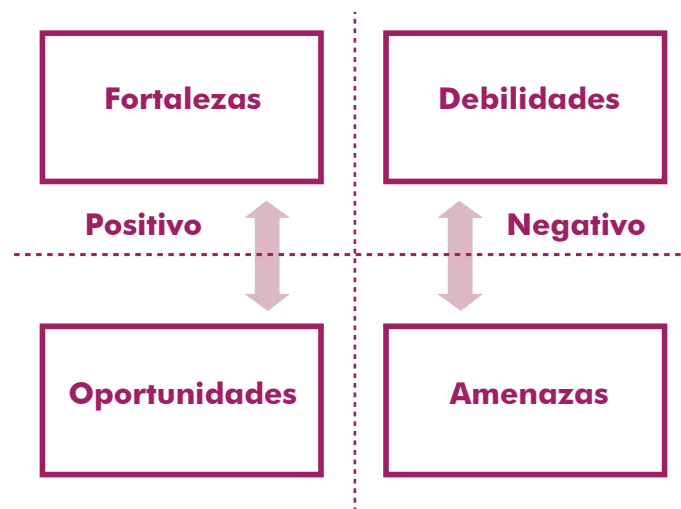 Fortalezas
Debilidades
Positivo
Negativo
Oportunidades
Amenazas